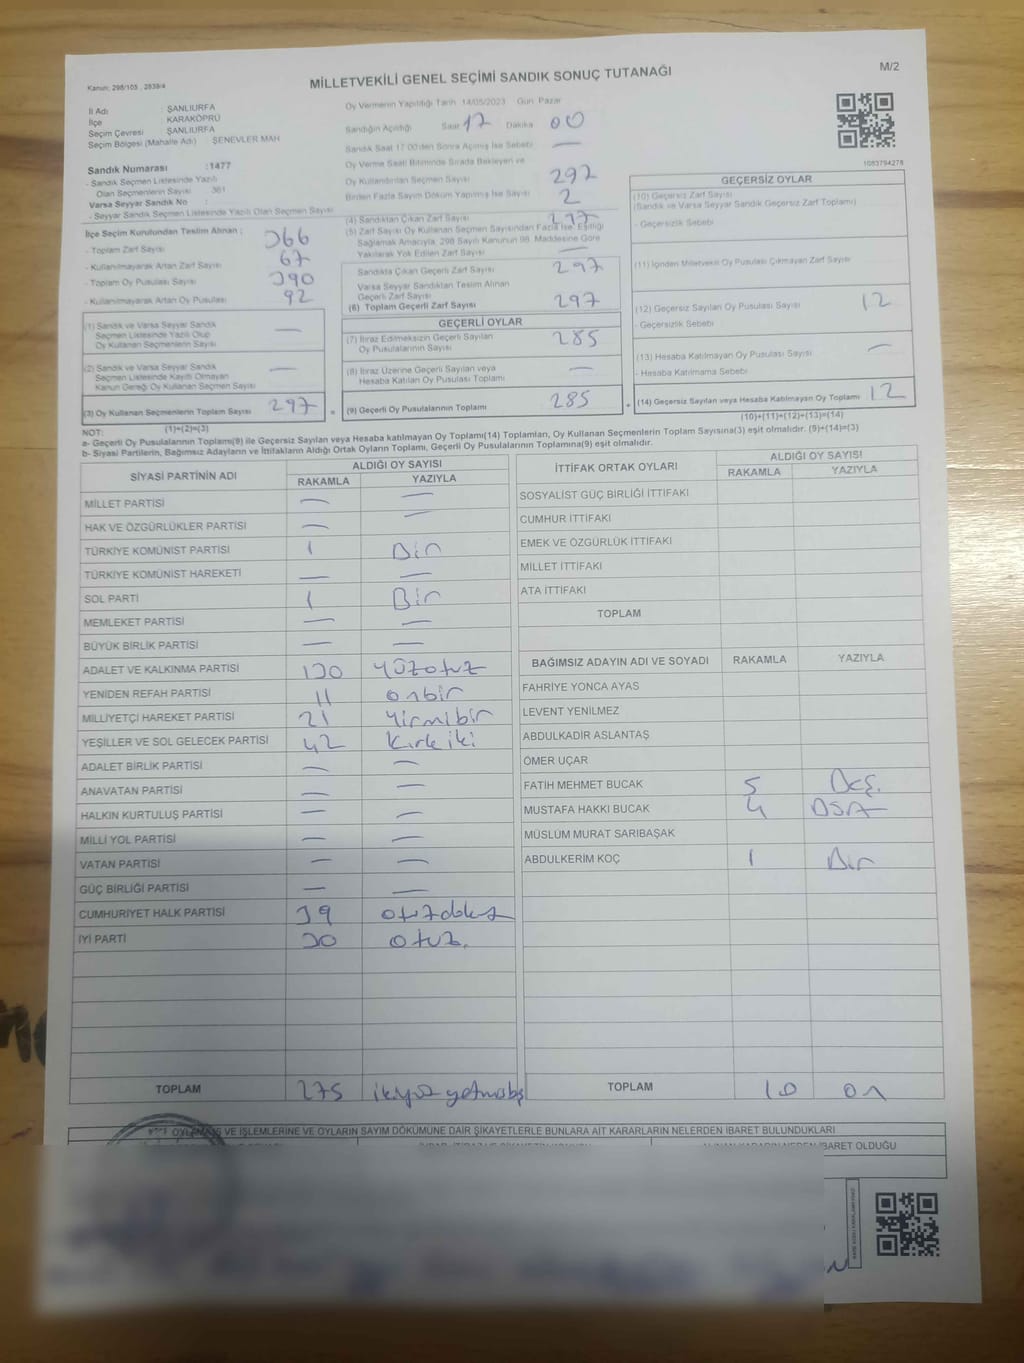 Kanun: 298/105 , 2839/4
MİLLETVEKİLİ GENEL SEÇİMİ SANDIK SONUÇ TUTANAĞI
M/2
İl Adı : ŞANLIURFA
İlçe : KARAKÖPRÜ
Seçim Çevresi : ŞANLIURFA
Seçim Bölgesi (Mahalle Adı) : ŞENEVLER MAH
Sandık Numarası : 1477
- Sandık Seçmen Listesinde Yazılı
Olan Seçmenlerin Sayısı : 361
Varsa Seyyar Sandık No :
- Seyyar Sandık Seçmen Listesinde Yazılı Olan Seçmen Sayısı
İlçe Seçim Kurulundan Teslim Alınan ;
- Toplam Zarf Sayısı 366
- Kullanılmayarak Artan Zarf Sayısı 67
- Toplam Oy Pusulası Sayısı 390
- Kullanılmayarak Artan Oy Pusulası 92
(1) Sandık ve Varsa Seyyar Sandık
Seçmen Listesinde Yazılı Olup
Oy Kullanan Seçmenlerin Sayısı —
(2) Sandık ve Varsa Seyyar Sandık
Seçmen Listesinde Kayıtlı Olmayan
Kanun Gereği Oy Kullanan Seçmen Sayısı —
(3) Oy Kullanan Seçmenlerin Toplam Sayısı 297
(1)+(2)=(3)
Oy Vermenin Yapıldığı Tarih 14/05/2023 Gün: Pazar
Sandığın Açıldığı Saat 17 Dakika 00
Sandık Saat 17:00'den Sonra Açılmış İse Sebebi —
Oy Verme Saati Bitiminde Sırada Bekleyen ve
Oy Kullandırılan Seçmen Sayısı 297
Birden Fazla Sayım Döküm Yapılmış İse Sayısı 2
(4) Sandıktan Çıkan Zarf Sayısı 297
(5) Zarf Sayısı Oy Kullanan Seçmen Sayısından Fazla İse, Eşitliği
Sağlamak Amacıyla, 298 Sayılı Kanunun 98. Maddesine Göre
Yakılarak Yok Edilen Zarf Sayısı —
Sandıkta Çıkan Geçerli Zarf Sayısı 297
Varsa Seyyar Sandıktan Teslim Alınan
Geçerli Zarf Sayısı
(6) Toplam Geçerli Zarf Sayısı 297
GEÇERLİ OYLAR
(7) İtiraz Edilmeksizin Geçerli Sayılan
Oy Pusulalarının Sayısı 285
(8) İtiraz Üzerine Geçerli Sayılan veya
Hesaba Katılan Oy Pusulası Toplamı —
(9) Geçerli Oy Pusulalarının Toplamı 285
1083794278
GEÇERSİZ OYLAR
(10) Geçersiz Zarf Sayısı
(Sandık ve Varsa Seyyar Sandık Geçersiz Zarf Toplamı)
- Geçersizlik Sebebi
(11) İçinden Milletvekili Oy Pusulası Çıkmayan Zarf Sayısı
(12) Geçersiz Sayılan Oy Pusulası Sayısı 12
- Geçersizlik Sebebi
(13) Hesaba Katılmayan Oy Pusulası Sayısı —
- Hesaba Katılmama Sebebi
(14) Geçersiz Sayılan veya Hesaba Katılmayan Oy Toplamı 12
(10)+(11)+(12)+(13)=(14)
NOT:
a- Geçerli Oy Pusulalarının Toplamı(9) ile Geçersiz Sayılan veya Hesaba katılmayan Oy Toplamı(14) Toplamları, Oy Kullanan Seçmenlerin Toplam Sayısına(3) eşit olmalıdır. (9)+(14)=(3)
b- Siyasi Partilerin, Bağımsız Adayların ve İttifakların Aldığı Ortak Oyların Toplamı, Geçerli Oy Pusulalarının Toplamına(9) eşit olmalıdır.
SİYASİ PARTİNİN ADI ALDIĞI OY SAYISI
RAKAMLA YAZIYLA
MİLLET PARTİSİ — —
HAK VE ÖZGÜRLÜKLER PARTİSİ — —
TÜRKİYE KOMÜNİST PARTİSİ 1 Bir
TÜRKİYE KOMÜNİST HAREKETİ — —
SOL PARTİ 1 Bir
MEMLEKET PARTİSİ — —
BÜYÜK BİRLİK PARTİSİ — —
ADALET VE KALKINMA PARTİSİ 130 Yüzotuz
YENİDEN REFAH PARTİSİ 11 onbir
MİLLİYETÇİ HAREKET PARTİSİ 21 Yirmibir
YEŞİLLER VE SOL GELECEK PARTİSİ 42 Kırkiki
ADALET BİRLİK PARTİSİ — —
ANAVATAN PARTİSİ — —
HALKIN KURTULUŞ PARTİSİ — —
MİLLİ YOL PARTİSİ — —
VATAN PARTİSİ — —
GÜÇ BİRLİĞİ PARTİSİ — —
CUMHURİYET HALK PARTİSİ 39 otuzdokuz
İYİ PARTİ 30 otuz.
TOPLAM 275 ikiyüz yetmişbeş
İTTİFAK ORTAK OYLARI ALDIĞI OY SAYISI
RAKAMLA YAZIYLA
SOSYALİST GÜÇ BİRLİĞİ İTTİFAKI
CUMHUR İTTİFAKI
EMEK VE ÖZGÜRLÜK İTTİFAKI
MİLLET İTTİFAKI
ATA İTTİFAKI
TOPLAM
BAĞIMSIZ ADAYIN ADI VE SOYADI RAKAMLA YAZIYLA
FAHRİYE YONCA AYAS
LEVENT YENİLMEZ
ABDULKADİR ASLANTAŞ
ÖMER UÇAR
FATİH MEHMET BUCAK 5 Beş.
MUSTAFA HAKKI BUCAK 4 Dört
MÜSLÜM MURAT SARIBAŞAK
ABDULKERİM KOÇ 1 Bir
TOPLAM 10 on
OYLAMA İŞ VE İŞLEMLERİNE VE OYLARIN SAYIM DÖKÜMÜNE DAİR ŞİKAYETLERLE BUNLARA AİT KARARLARIN NELERDEN İBARET BULUNDUKLARI
İBARET OLDUĞU